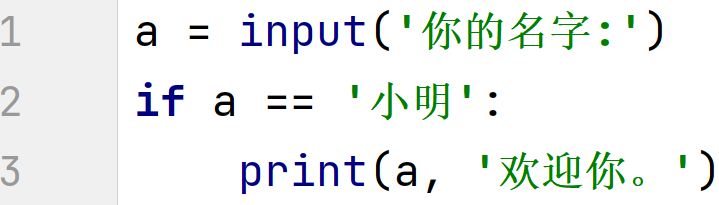 1 a = input('你的名字:')
2 if a == '小明':
3     print(a, '欢迎你。')